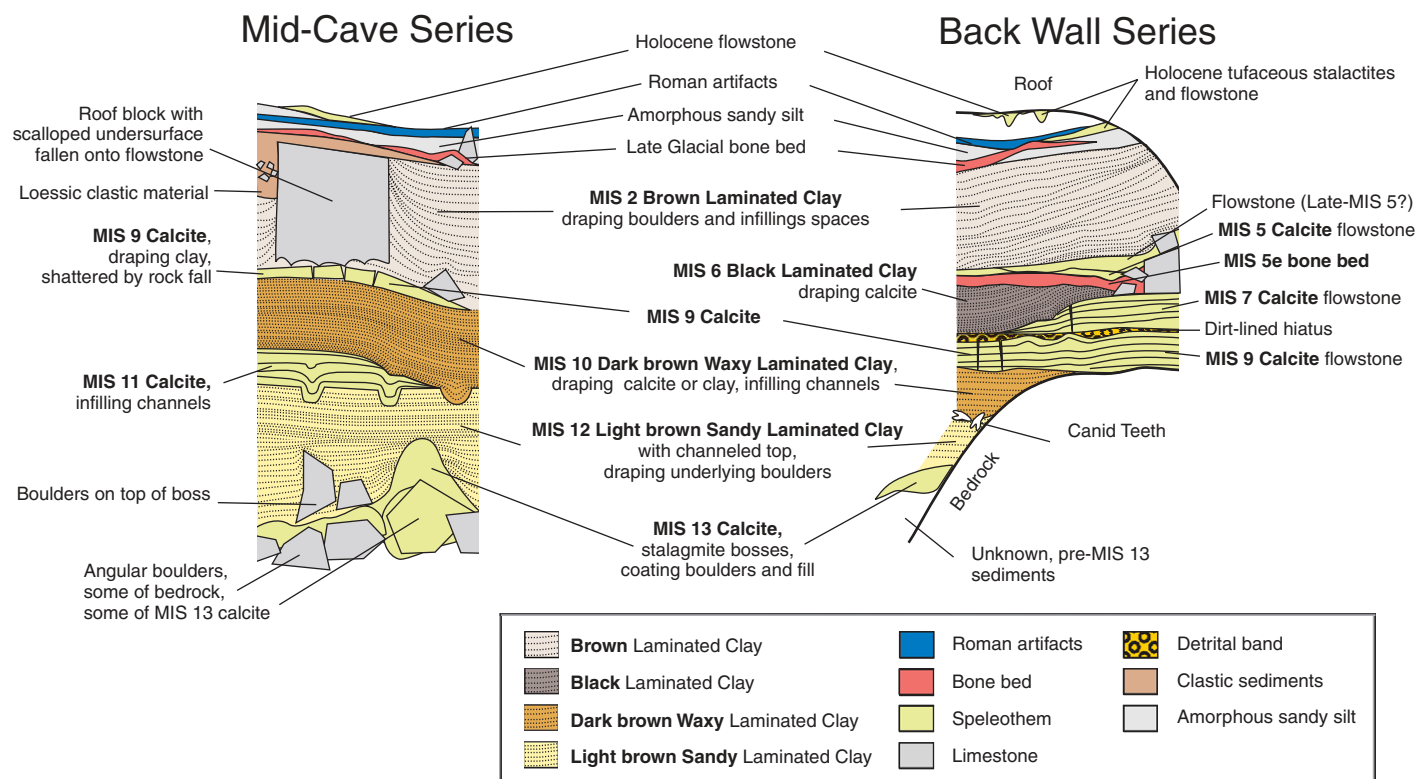 Mid-Cave Series
Back Wall Series
Holocene flowstone
Roman artifacts
Amorphous sandy silt
Late Glacial bone bed
Roof block with
scalloped undersurface
fallen onto flowstone
Loessic clastic material
MIS 9 Calcite,
draping clay,
shattered by rock fall
MIS 11 Calcite,
infilling channels
Boulders on top of boss
Angular boulders,
some of bedrock,
some of MIS 13 calcite
MIS 2 Brown Laminated Clay
draping boulders and infillings spaces
MIS 6 Black Laminated Clay
draping calcite
MIS 9 Calcite
MIS 10 Dark brown Waxy Laminated Clay,
draping calcite or clay, infilling channels
MIS 12 Light brown Sandy Laminated Clay
with channeled top,
draping underlying boulders
MIS 13 Calcite,
stalagmite bosses,
coating boulders and fill
Roof
Holocene tufaceous stalactites
and flowstone
Flowstone (Late-MIS 5?)
MIS 5 Calcite flowstone
MIS 5e bone bed
MIS 7 Calcite flowstone
Dirt-lined hiatus
MIS 9 Calcite flowstone
Canid Teeth
Bedrock
Unknown, pre-MIS 13
sediments
Brown Laminated Clay
Black Laminated Clay
Dark brown Waxy Laminated Clay
Light brown Sandy Laminated Clay
Roman artifacts
Bone bed
Speleothem
Limestone
Detrital band
Clastic sediments
Amorphous sandy silt